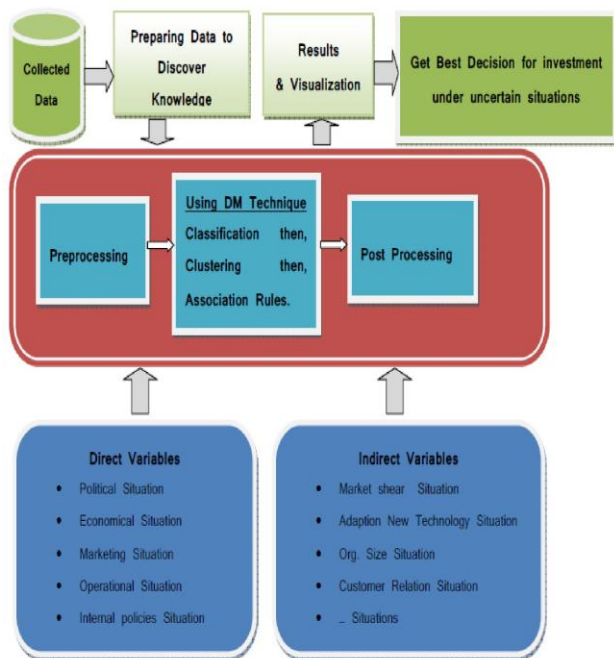 Collected
Data
Preparing Data to
Discover
Knowledge
Results
& Visualization
Get Best Decision for investment
under uncertain situations
Preprocessing
Using DM Technique
Classification then,
Clustering then,
Association Rules.
Post Processing
Direct Variables
• Political Situation
• Economical Situation
• Marketing Situation
• Operational Situation
• Internal policies Situation
Indirect Variables
• Market shear Situation
• Adaption New Technology Situation
• Org. Size Situation
• Customer Relation Situation
• … Situations